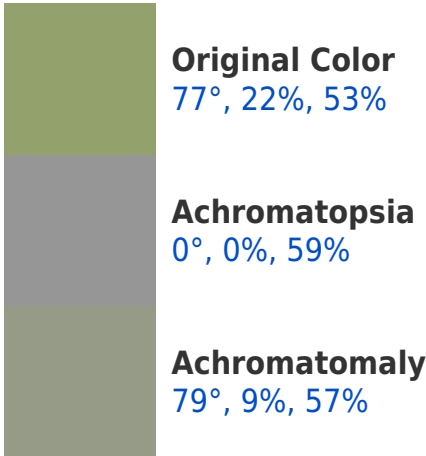 Original Color
77°, 22%, 53%
Achromatopsia
0°, 0%, 59%
Achromatomaly
79°, 9%, 57%